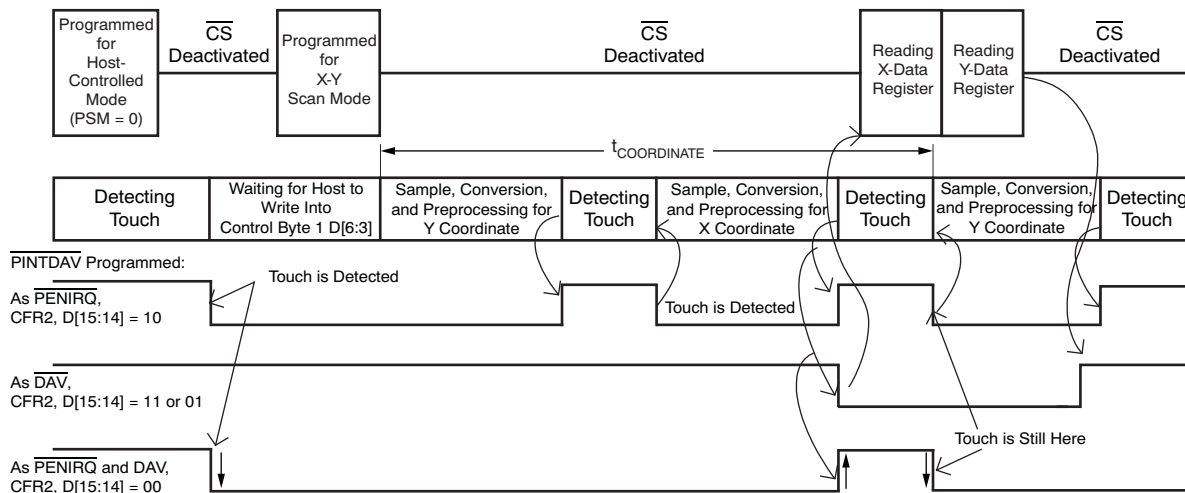 Programmed
for
Host-
Controlled
Mode
(PSM = 0)
CS
Deactivated
Programmed
for
X-Y
Scan Mode
CS
Deactivated
Reading
X-Data
Register
Reading
Y-Data
Register
CS
Deactivated
tCOORDINATE
Detecting
Touch
Waiting for Host to
Write Into
Control Byte 1 D[6:3]
Sample, Conversion,
and Preprocessing for
Y Coordinate
Detecting
Touch
Sample, Conversion,
and Preprocessing for
X Coordinate
Detecting
Touch
Sample, Conversion,
and Preprocessing for
Y Coordinate
Detecting
Touch
PINTDAV Programmed:
Touch is Detected
As PENIRQ,
CFR2, D[15:14] = 10
Touch is Detected
As DAV,
CFR2, D[15:14] = 11 or 01
Touch is Still Here
As PENIRQ and DAV,
CFR2, D[15:14] = 00